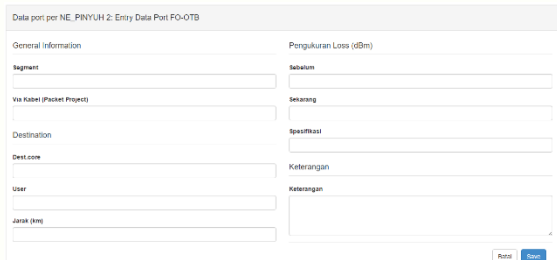 Data port per NE_PINYUH 2: Entry Data Port FO-OTB
General Information
Segment
Via Kabel (Packet Project)
Destination
Dest.core
User
Jarak (km)
Pengukuran Loss (dBm)
Sebelum
Sekarang
Spesifikasi
Keterangan
Keterangan
Batal
Save